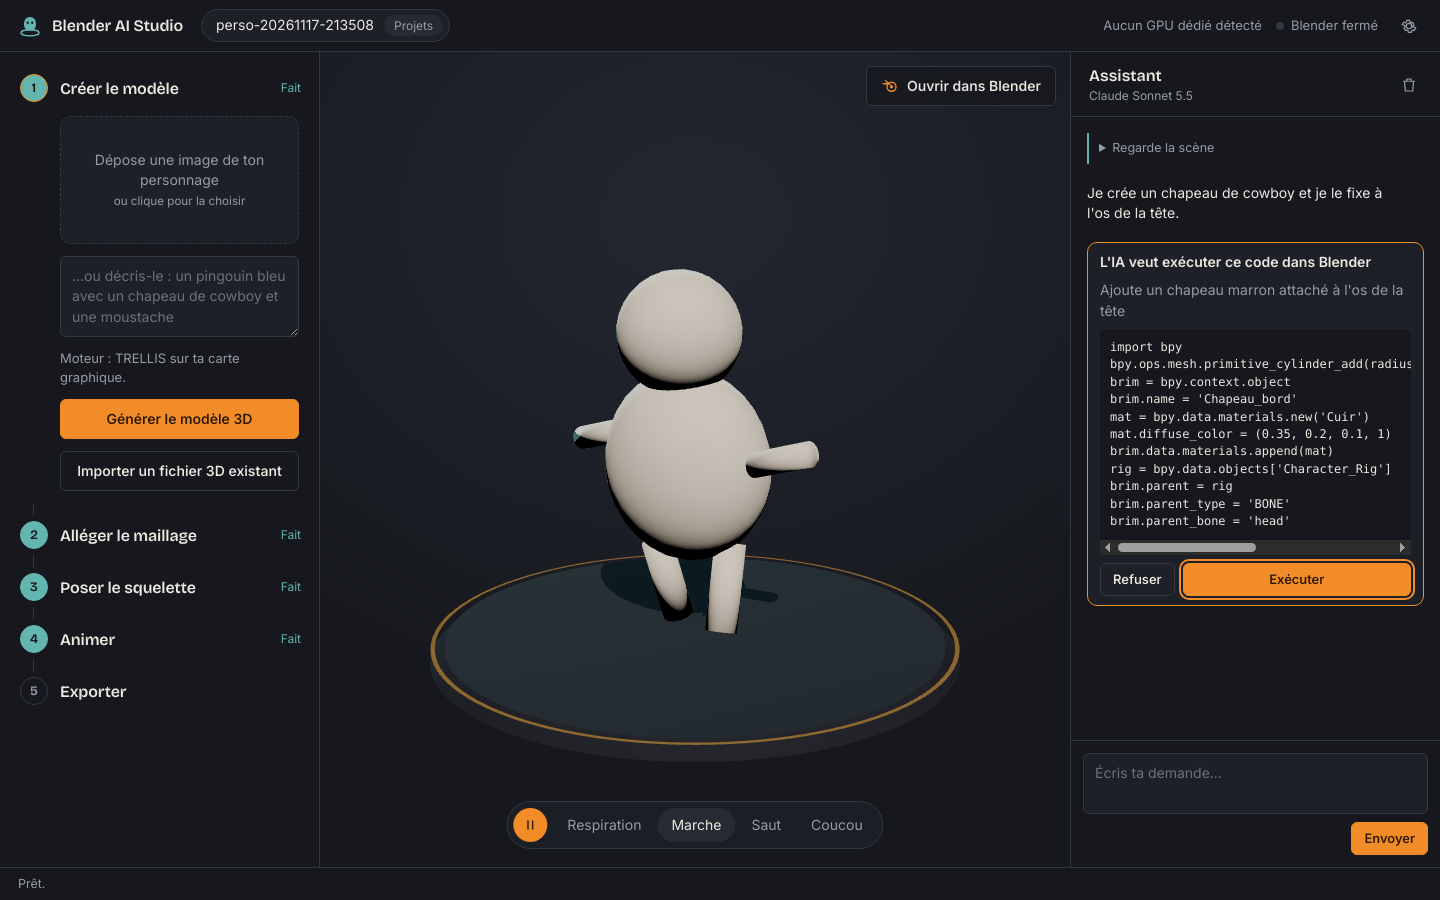 Blender AI Studio
perso-20261117-213508
Projets
Aucun GPU dédié détecté
Blender fermé
1
Créer le modèle
Fait
Dépose une image de ton
personnage
ou clique pour la choisir
...ou décris-le : un pingouin bleu
avec un chapeau de cowboy et
une moustache
Moteur : TRELLIS sur ta carte
graphique.
Générer le modèle 3D
Importer un fichier 3D existant
2
Alléger le maillage
Fait
3
Poser le squelette
Fait
4
Animer
Fait
5
Exporter
Ouvrir dans Blender
Respiration
Marche
Saut
Coucou
Assistant
Claude Sonnet 5.5
Regarde la scène
Je crée un chapeau de cowboy et je le fixe à
l'os de la tête.
L'IA veut exécuter ce code dans Blender
Ajoute un chapeau marron attaché à l'os de la
tête
import bpy
bpy.ops.mesh.primitive_cylinder_add(radius
brim = bpy.context.object
brim.name = 'Chapeau_bord'
mat = bpy.data.materials.new('Cuir')
mat.diffuse_color = (0.35, 0.2, 0.1, 1)
brim.data.materials.append(mat)
rig = bpy.data.objects['Character_Rig']
brim.parent = rig
brim.parent_type = 'BONE'
brim.parent_bone = 'head'
Refuser
Exécuter
Écris ta demande...
Envoyer
Prêt.